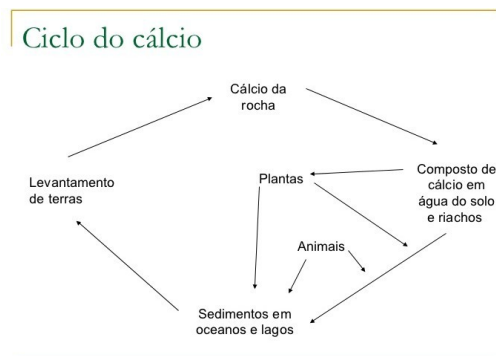 Ciclo do cálcio
Cálcio da
rocha
Levantamento
de terras
Plantas
Composto de
cálcio em
água do solo
e riachos
Animais
Sedimentos em
oceanos e lagos